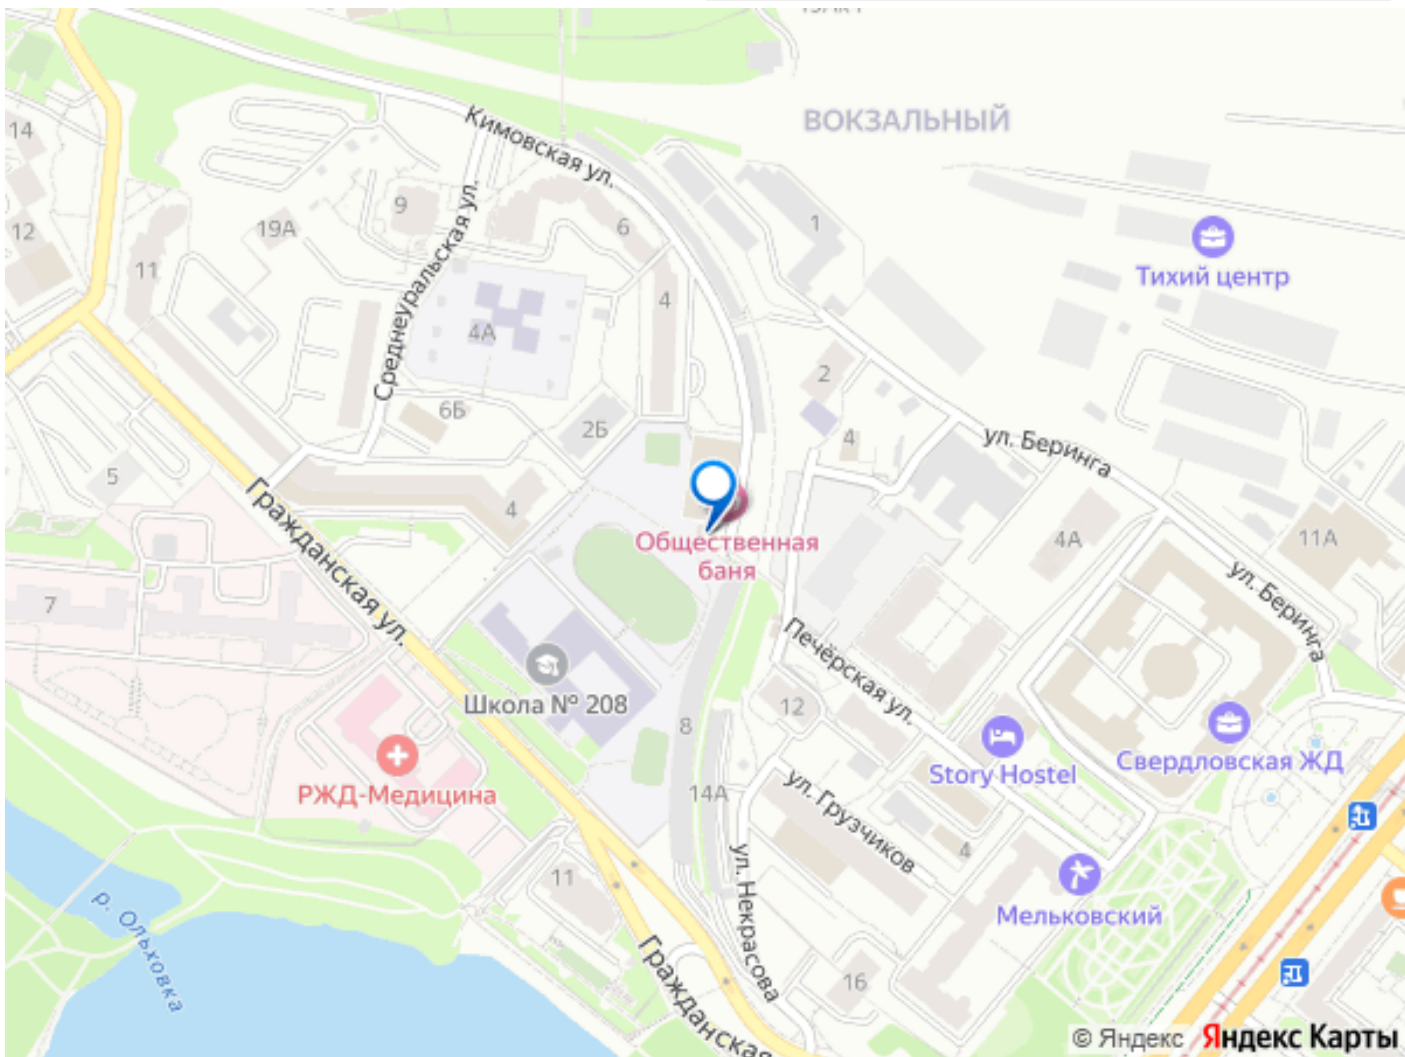 14
12
11
19А
9
Кимовская ул.
ВОКЗАЛЬНЫЙ
6
1
4
Тихий центр
Среднеуральская ул.
4А
6Б
2Б
2
4
ул. Беринга
5
4
4А
11А
Гражданская ул.
Общественная
баня
ул. Беринга
7
Школа № 208
Печёрская ул.
12
8
Story Hostel
Свердловская ЖД
РЖД-Медицина
14А
ул. Грузчиков
4
11
ул. Некрасова
Мельковский
р. Ольховка
Гражданская
16
© Яндекс Яндекс Карты